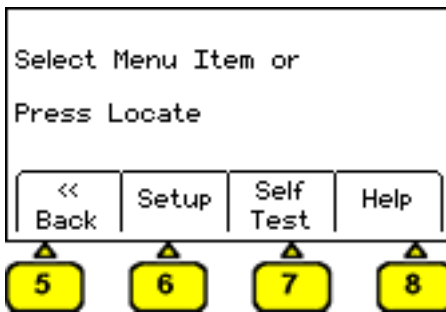 Select Menu Item or
Press Locate
<< Setup Self Help
Back Test
5 6 7 8